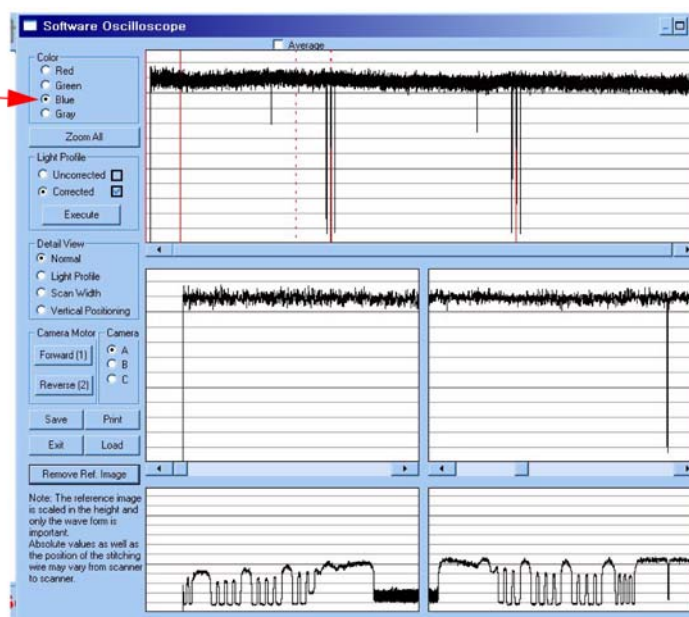 Software Oscilloscope
Average
Color
Red
Green
Blue
Gray
Zoom All
Light Profile
Uncorrected
Corrected
Execute
Detail View
Normal
Light Profile
Scan Width
Vertical Positioning
Camera Motor
Camera
Forward (1)
A
B
Reverse (2)
C
Save
Print
Exit
Load
Remove Ref. Image
Note: The reference image
is scaled in the height and
only the wave form is
important.
Absolute values as well as
the position of the stitching
wire may vary from scanner
to scanner.